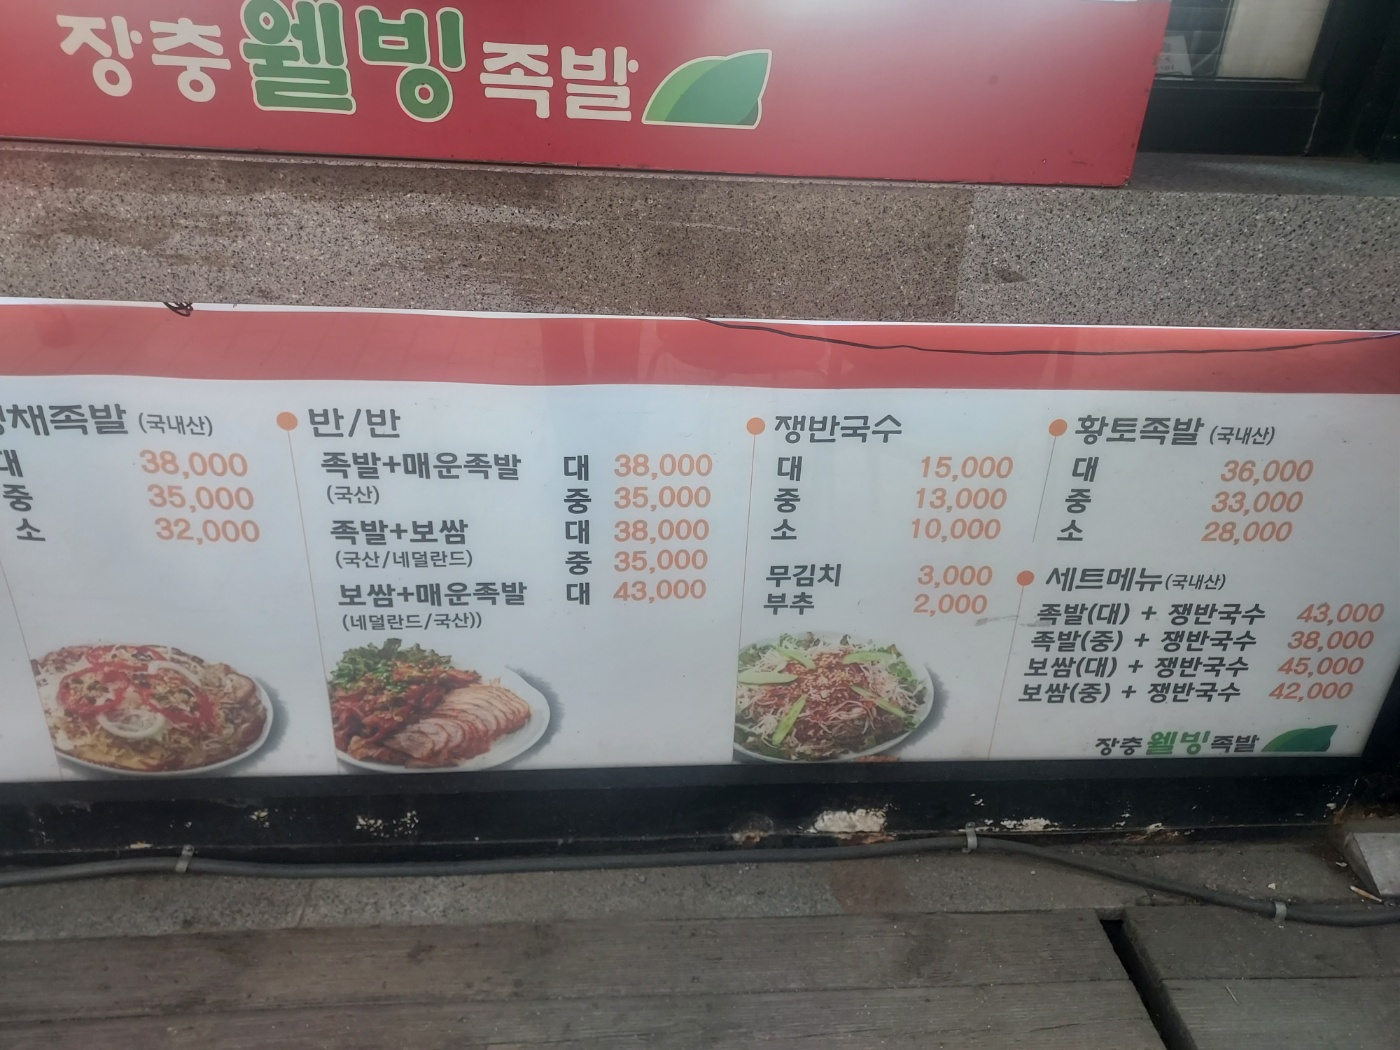 장충웰빙족발
채족발 (국내산)
대 38,000
중 35,000
소 32,000
반/반
족발+매운족발 대 38,000
(국산) 중 35,000
족발+보쌈 대 38,000
(국산/네덜란드) 중 35,000
보쌈+매운족발 대 43,000
(네덜란드/국산))
쟁반국수
대 15,000
중 13,000
소 10,000
무김치 3,000
부추 2,000
황토족발 (국내산)
대 36,000
중 33,000
소 28,000
세트메뉴(국내산)
족발(대) + 쟁반국수 43,000
족발(중) + 쟁반국수 38,000
보쌈(대) + 쟁반국수 45,000
보쌈(중) + 쟁반국수 42,000
장충웰빙족발